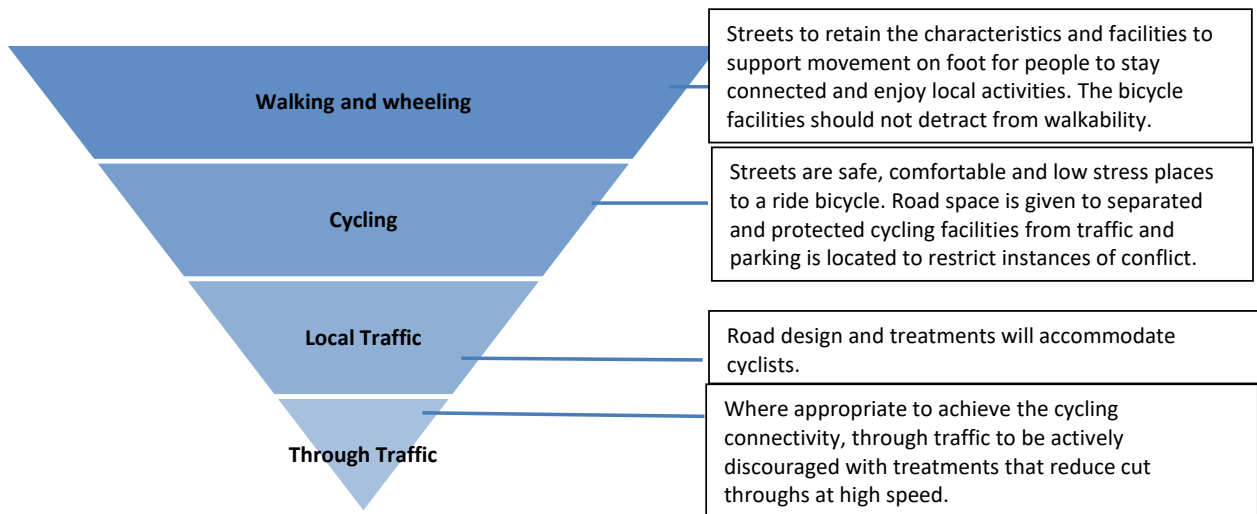 Walking and wheeling
Streets to retain the characteristics and facilities to
support movement on foot for people to stay
connected and enjoy local activities. The bicycle
facilities should not detract from walkability.
Cycling
Streets are safe, comfortable and low stress places
to a ride bicycle. Road space is given to separated
and protected cycling facilities from traffic and
parking is located to restrict instances of conflict.
Local Traffic
Road design and treatments will accommodate
cyclists.
Through Traffic
Where appropriate to achieve the cycling
connectivity, through traffic to be actively
discouraged with treatments that reduce cut
throughs at high speed.